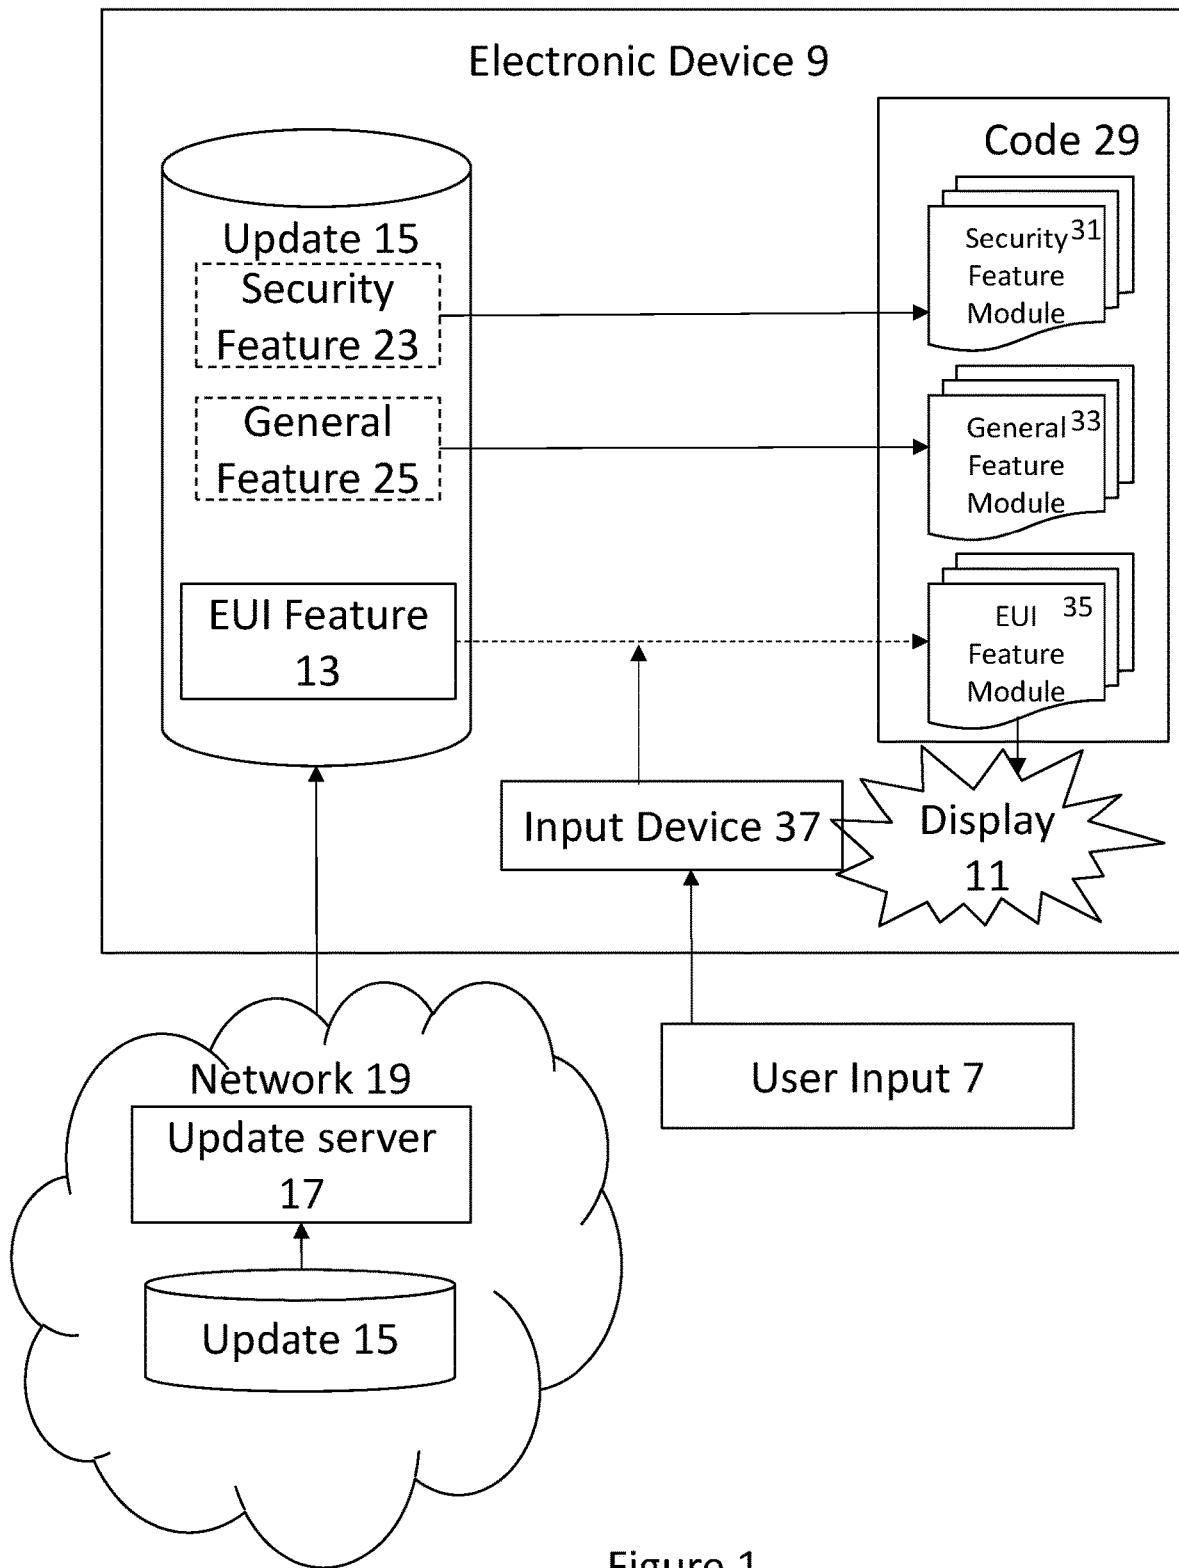 Electronic Device 9
Code 29
Update 15
Security
Feature 23
General
Feature 25
EUI Feature
13
Security 31
Feature
Module
General 33
Feature
Module
EUI 35
Feature
Module
Input Device 37
Display
11
User Input 7
Network 19
Update server
17
Update 15
Figure 1